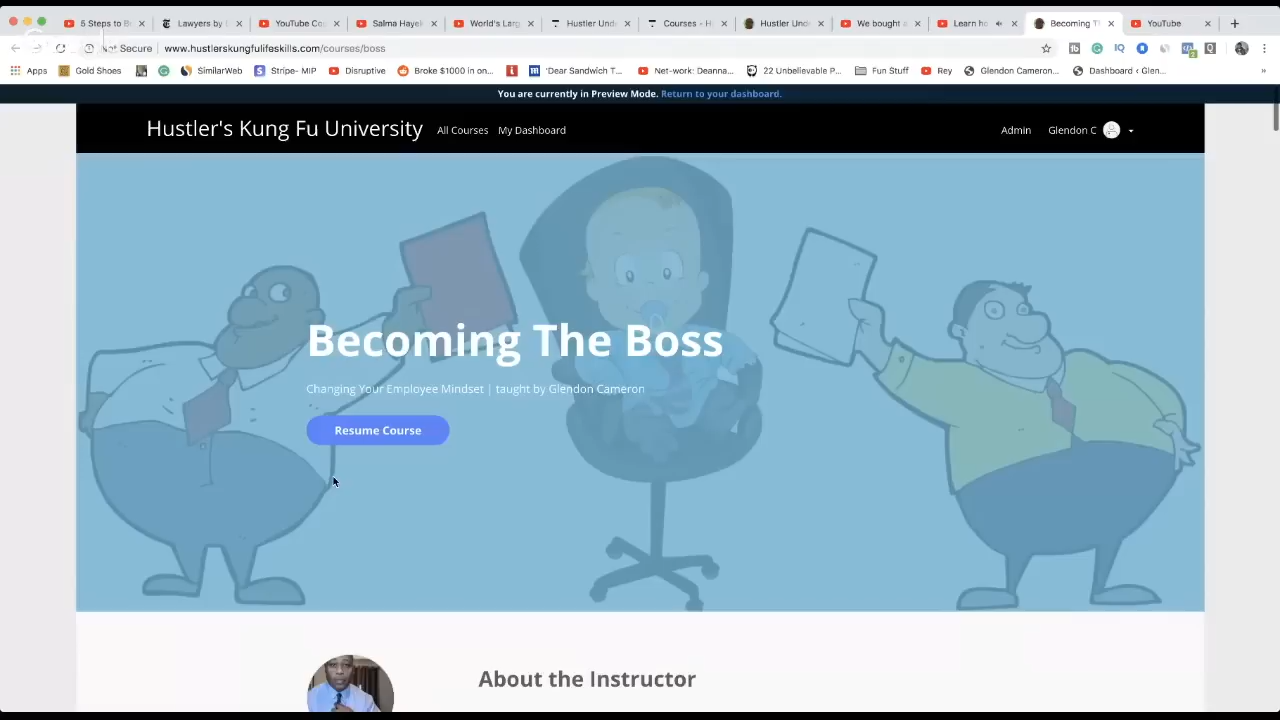 5 Steps to B
Lawyers by
YouTube Co
Salma Hayek
World's Larg
Hustler Und
Courses - H
Hustler Und
We bought a
Learn ho
Becoming T
YouTube
Not Secure
www.hustlerskungfulifeskills.com/courses/boss
Apps
Gold Shoes
SimilarWeb
Stripe- MIP
Disruptive
Broke $1000 in on...
'Dear Sandwich T...
Net-work: Deanna...
22 Unbelievable P...
Fun Stuff
Rey
Glendon Cameron...
Dashboard ‹ Glen...
»
You are currently in Preview Mode. Return to your dashboard.
Hustler's Kung Fu University
All Courses
My Dashboard
Admin
Glendon C
Becoming The Boss
Changing Your Employee Mindset | taught by Glendon Cameron
Resume Course
About the Instructor